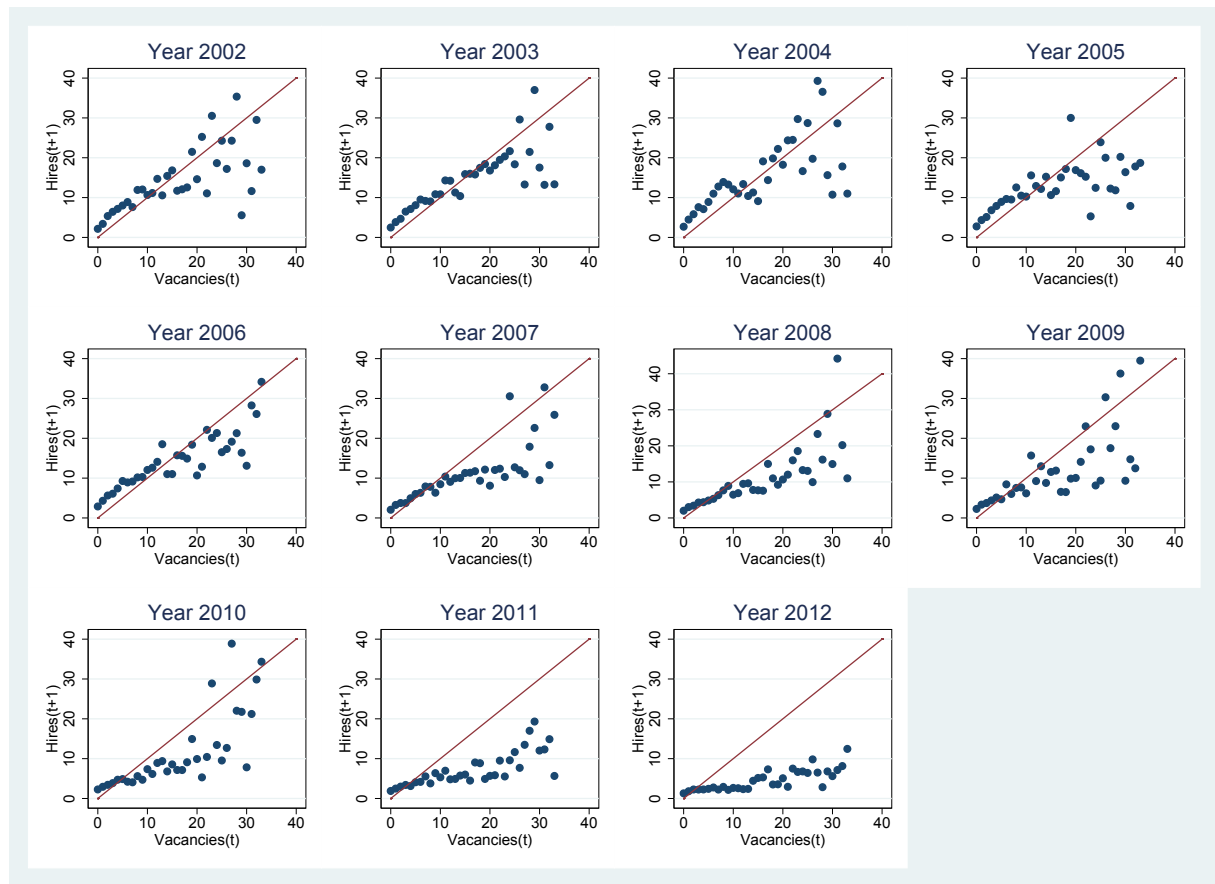 Year 2002
Hires(t+1)
0 10 20 30 40
0 10 20 30 40
Vacancies(t)
Year 2003
Hires(t+1)
0 10 20 30 40
0 10 20 30 40
Vacancies(t)
Year 2004
Hires(t+1)
0 10 20 30 40
0 10 20 30 40
Vacancies(t)
Year 2005
Hires(t+1)
0 10 20 30 40
0 10 20 30 40
Vacancies(t)
Year 2006
Hires(t+1)
0 10 20 30 40
0 10 20 30 40
Vacancies(t)
Year 2007
Hires(t+1)
0 10 20 30 40
0 10 20 30 40
Vacancies(t)
Year 2008
Hires(t+1)
0 10 20 30 40
0 10 20 30 40
Vacancies(t)
Year 2009
Hires(t+1)
0 10 20 30 40
0 10 20 30 40
Vacancies(t)
Year 2010
Hires(t+1)
0 10 20 30 40
0 10 20 30 40
Vacancies(t)
Year 2011
Hires(t+1)
0 10 20 30 40
0 10 20 30 40
Vacancies(t)
Year 2012
Hires(t+1)
0 10 20 30 40
0 10 20 30 40
Vacancies(t)